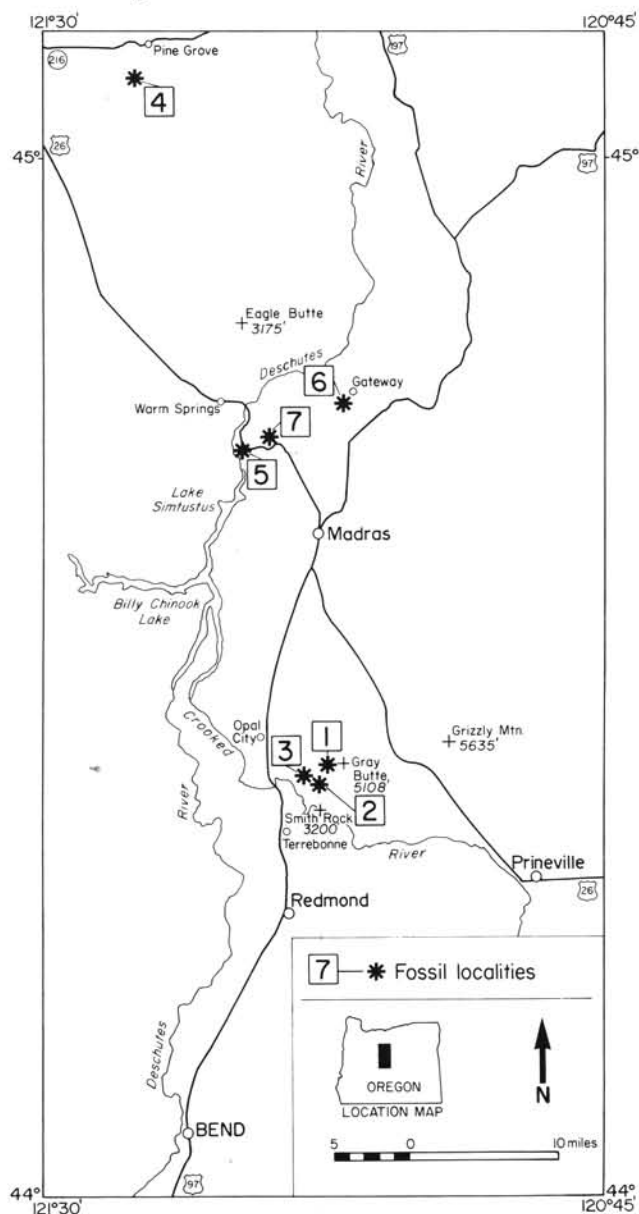 121°30' 120°45'
216
Pine Grove
97
4
26
45°
45°
97
River
Eagle Butte
3175'
Deschutes
6
Gateway
Warm Springs
7
5
Lake
Simtustus
Madras
Billy Chinook
Lake
Crooked
Opal
City
1
3
Gray
Butte,
5108'
Grizzly Mtn.
5635'
2
Smith Rock
3200
Terrebonne
River
River
Prineville
26
Redmond
7 Fossil localities
OREGON
LOCATION MAP
N
5 0 10 miles
Deschutes
BEND
97
44° 44°
121°30' 120°45'